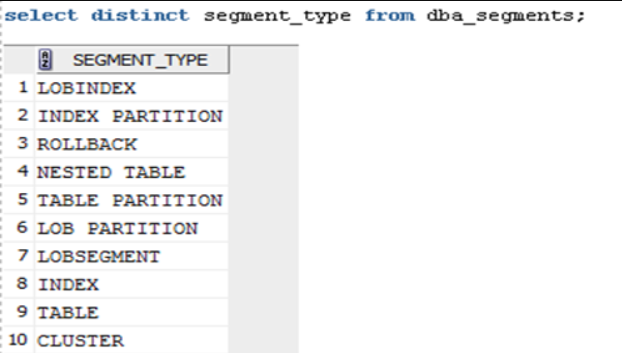 select distinct segment_type from dba_segments;
SEGMENT_TYPE
1 LOBINDEX
2 INDEX PARTITION
3 ROLLBACK
4 NESTED TABLE
5 TABLE PARTITION
6 LOB PARTITION
7 LOBSEGMENT
8 INDEX
9 TABLE
10 CLUSTER